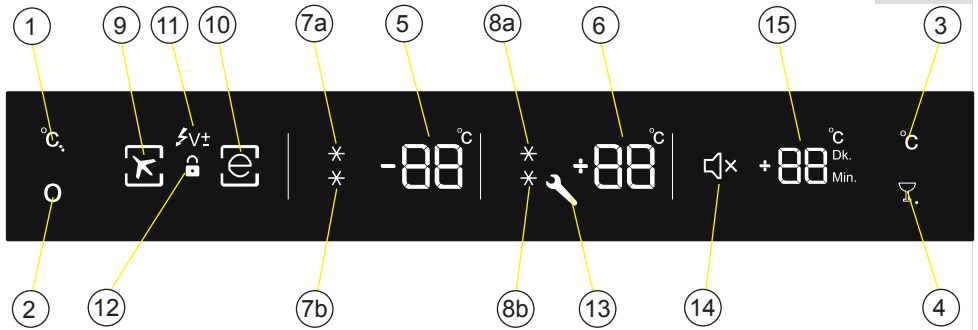 1 9 11 10 7a 5 8a 6 15 3
°C V± °C °C °C °C
e -88 +88 +88 Dk.
Min.
2 12 7b 8b 13 14 4